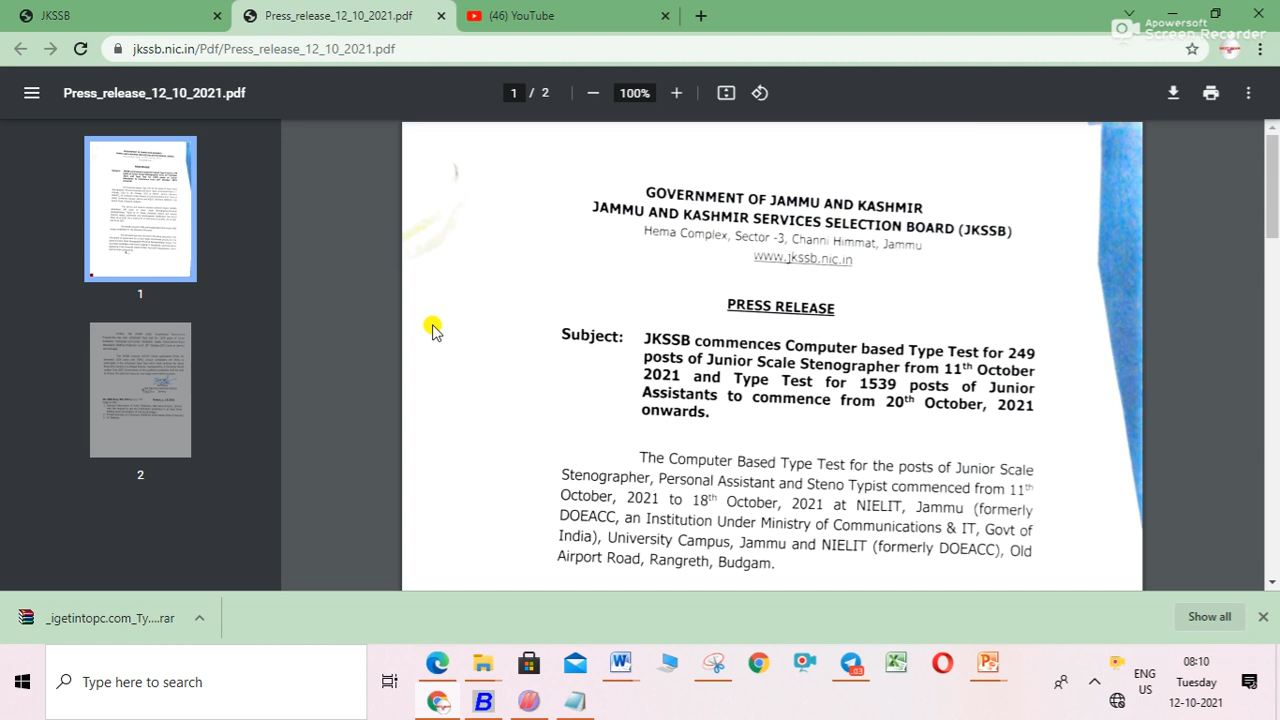 JKSSB
Press_release_12_10_2021.pdf
(46) YouTube
Apowersoft
Screen Recorder
jkssb.nic.in/Pdf/Press_release_12_10_2021.pdf
Press_release_12_10_2021.pdf
1 / 2
100%
1
2
GOVERNMENT OF JAMMU AND KASHMIR
JAMMU AND KASHMIR SERVICES SELECTION BOARD (JKSSB)
Hema Complex, Sector -3, Channi Himmat, Jammu
www.jkssb.nic.in
PRESS RELEASE
Subject: JKSSB commences Computer based Type Test for 249
posts of Junior Scale Stenographer from 11th October
2021 and Type Test for 1539 posts of Junior
Assistants to commence from 20th October, 2021
onwards.
The Computer Based Type Test for the posts of Junior Scale
Stenographer, Personal Assistant and Steno Typist commenced from 11th
October, 2021 to 18th October, 2021 at NIELIT, Jammu (formerly
DOEACC, an Institution Under Ministry of Communications & IT, Govt of
India), University Campus, Jammu and NIELIT (formerly DOEACC), Old
Airport Road, Rangreth, Budgam.
_igetintopc.com_Ty....rar
Show all
Type here to search
ENG
US
08:10
Tuesday
12-10-2021